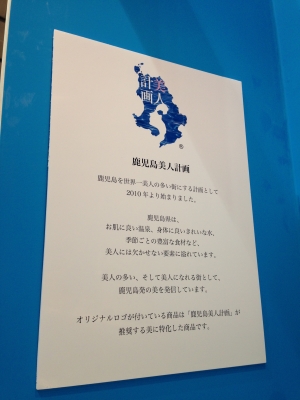 美人
計画
®
鹿児島美人計画
鹿児島を世界一美人の多い街にする計画として
2010年より始まりました。
鹿児島県は、
お肌に良い温泉、身体に良いきれいな水、
季節ごとの豊富な食材など、
美人には欠かせない要素に溢れています。
美人の多い、そして美人になれる街として、
鹿児島発の美を発信しています。
オリジナルロゴが付いている商品は「鹿児島美人計画」が
推奨する美に特化した商品です。